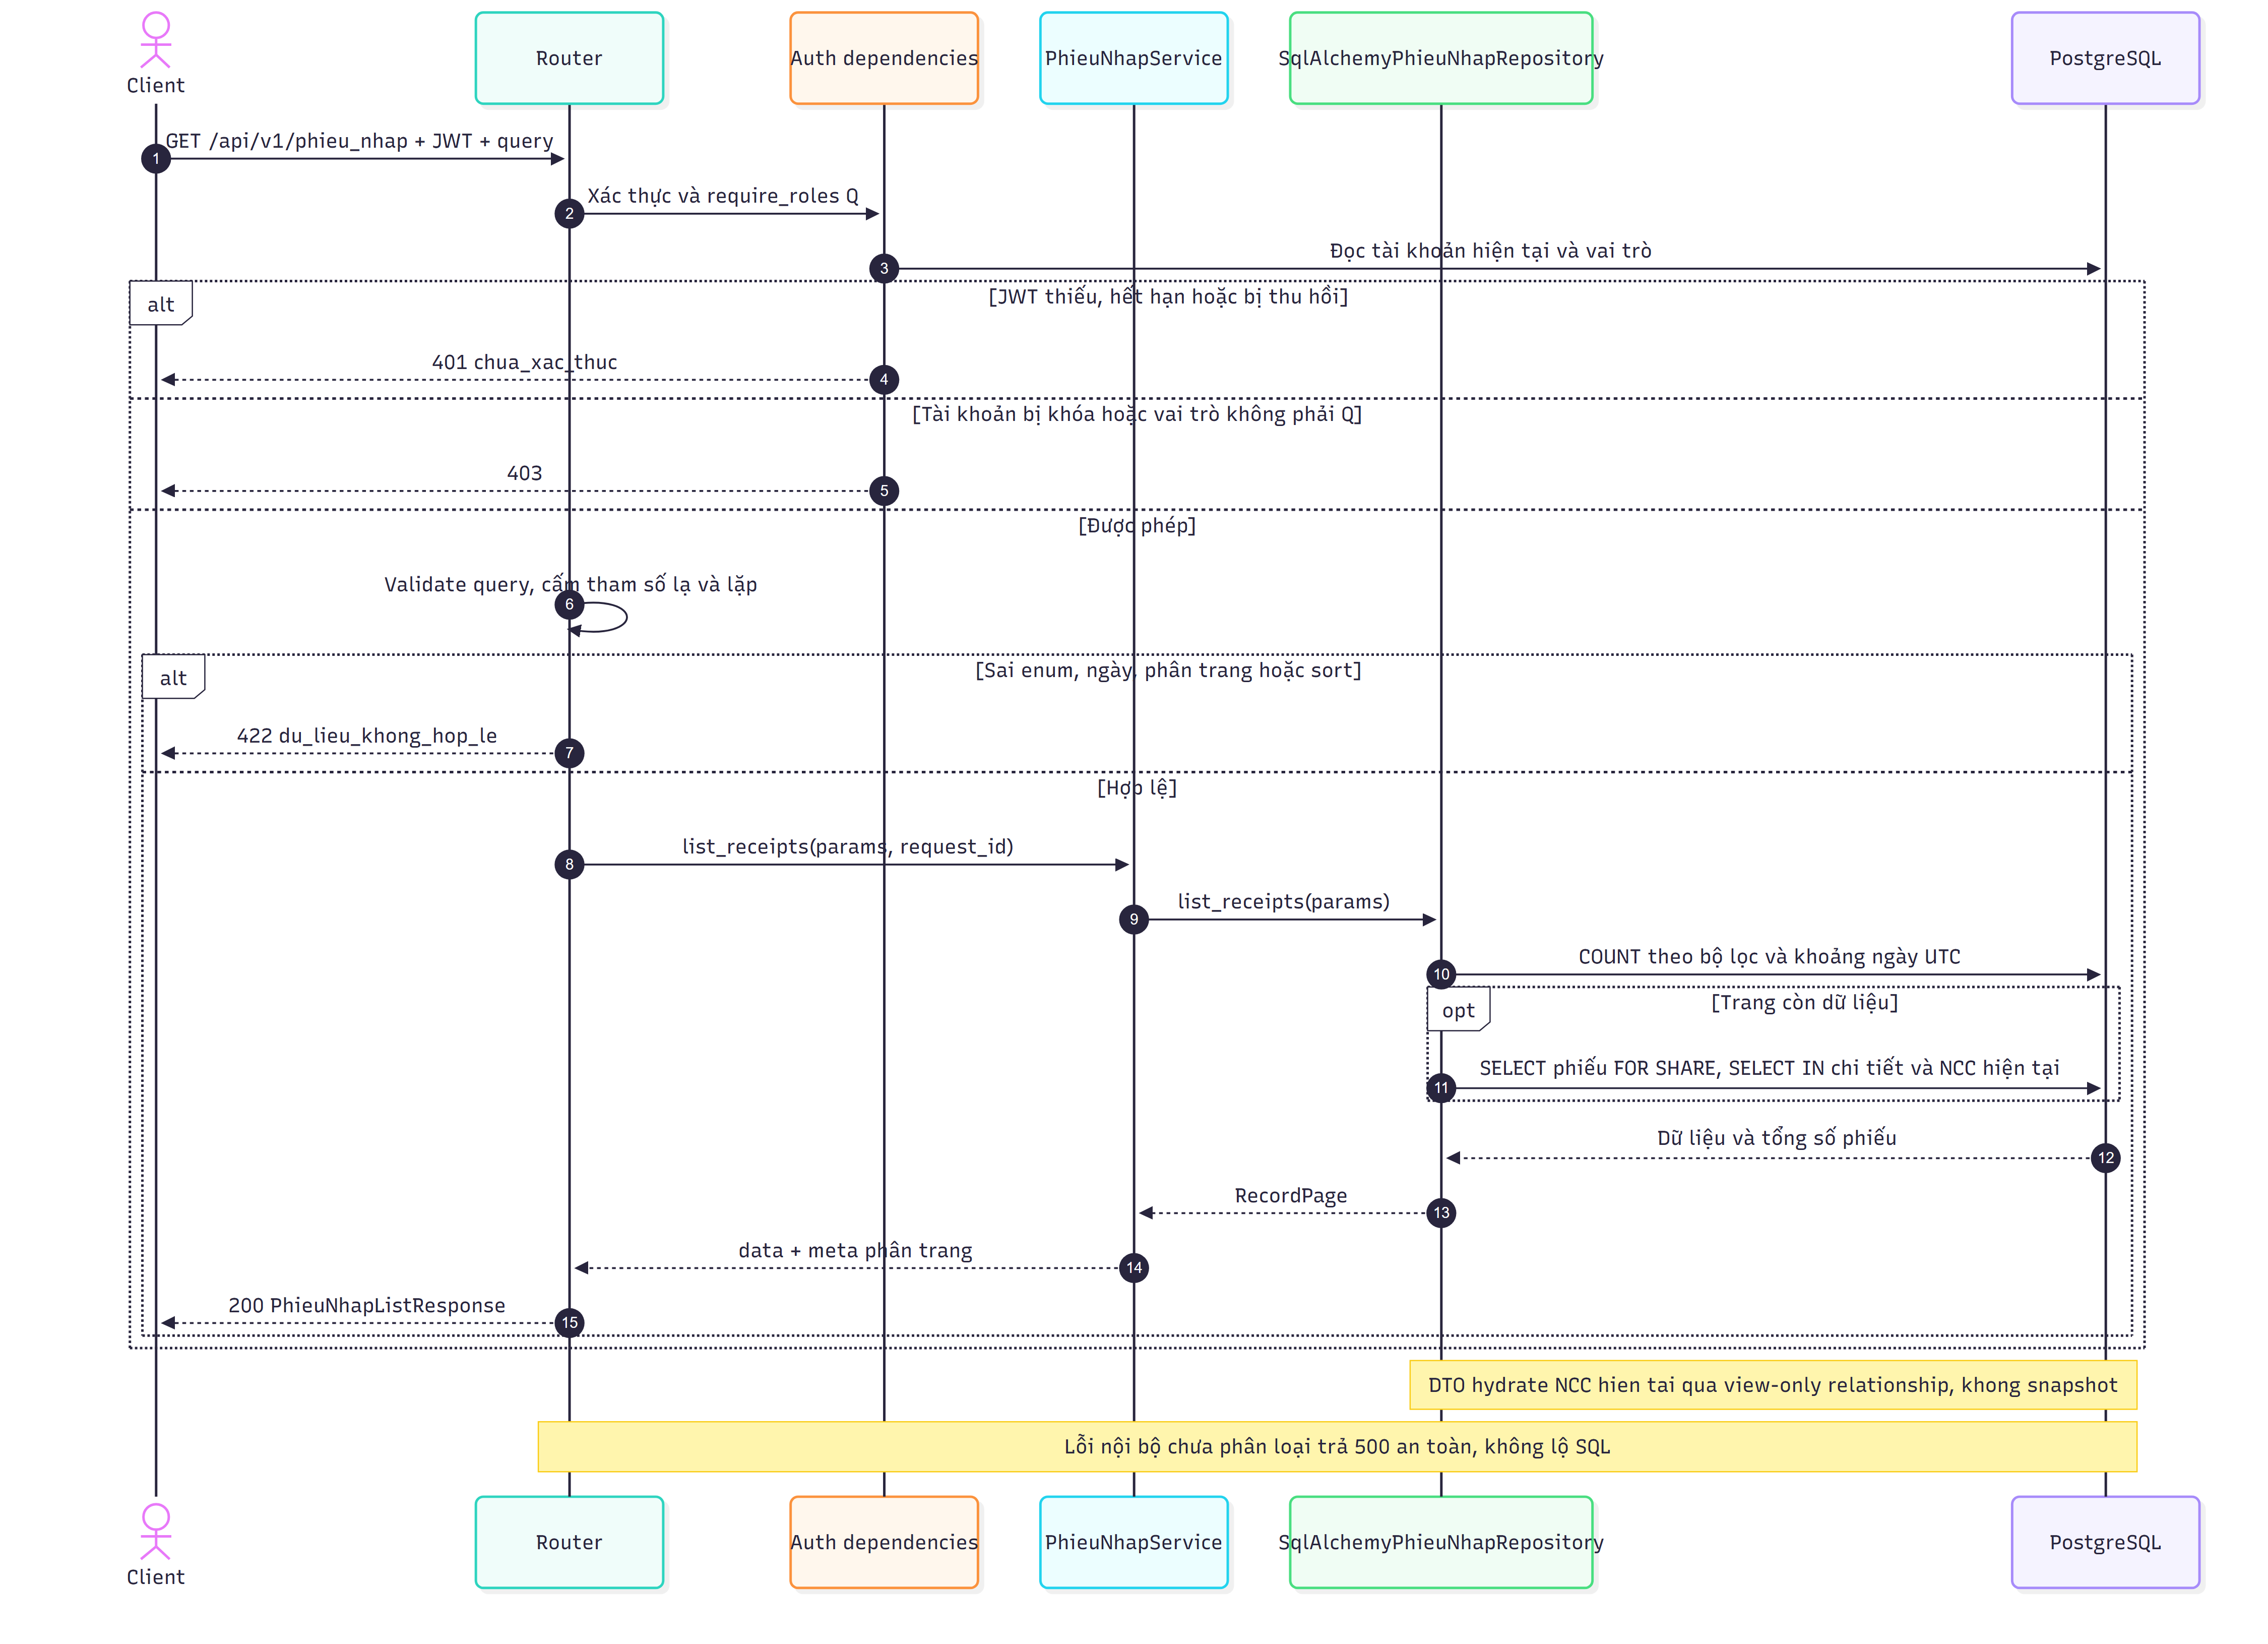 Client
Router
Auth dependencies
PhieuNhapService
SqlAlchemyPhieuNhapRepository
PostgreSQL
GET /api/v1/phieu_nhap + JWT + query
1
Xác thực và require_roles Q
2
Đọc tài khoản hiện tại và vai trò
3
alt
[JWT thiếu, hết hạn hoặc bị thu hồi]
401 chua_xac_thuc
4
[Tài khoản bị khóa hoặc vai trò không phải Q]
403
5
[Được phép]
Validate query, cấm tham số lạ và lặp
6
alt
[Sai enum, ngày, phân trang hoặc sort]
422 du_lieu_khong_hop_le
7
[Hợp lệ]
list_receipts(params, request_id)
8
list_receipts(params)
9
COUNT theo bộ lọc và khoảng ngày UTC
10
opt
[Trang còn dữ liệu]
SELECT phiếu FOR SHARE, SELECT IN chi tiết và NCC hiện tại
11
Dữ liệu và tổng số phiếu
12
RecordPage
13
data + meta phân trang
14
200 PhieuNhapListResponse
15
DTO hydrate NCC hien tai qua view-only relationship, khong snapshot
Lỗi nội bộ chưa phân loại trả 500 an toàn, không lộ SQL
Client
Router
Auth dependencies
PhieuNhapService
SqlAlchemyPhieuNhapRepository
PostgreSQL